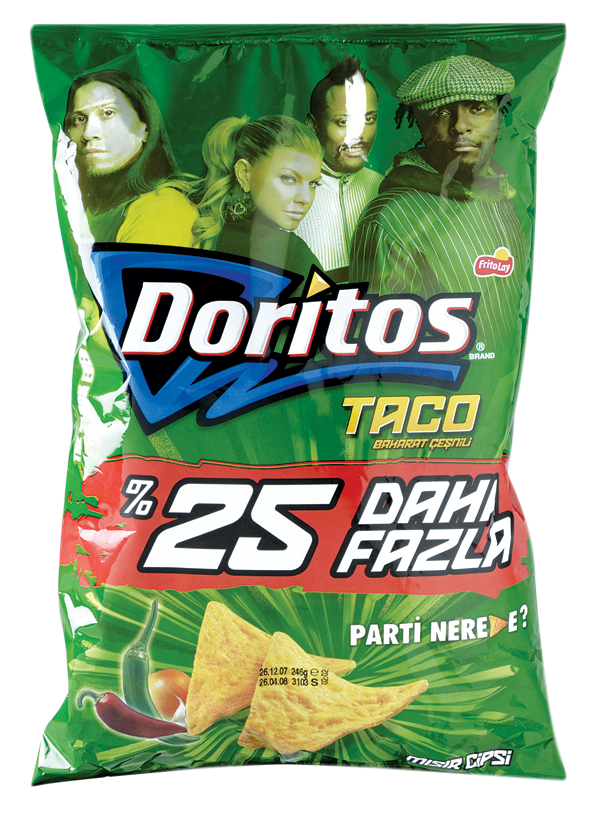 FritoLay
Doritos
® BRAND
TACO
BAHARAT ÇEŞNİLİ
%25 DAHA
FAZLA
PARTİ NEREDE?
26.12.07 246g e
26.04.08 3103 S
MISIR CİPSİ